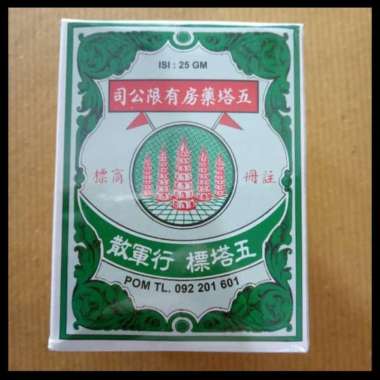 ISI : 25 GM
五塔藥房有限公司
註冊 商標
五塔標 行軍散
POM TL. 092 201 601